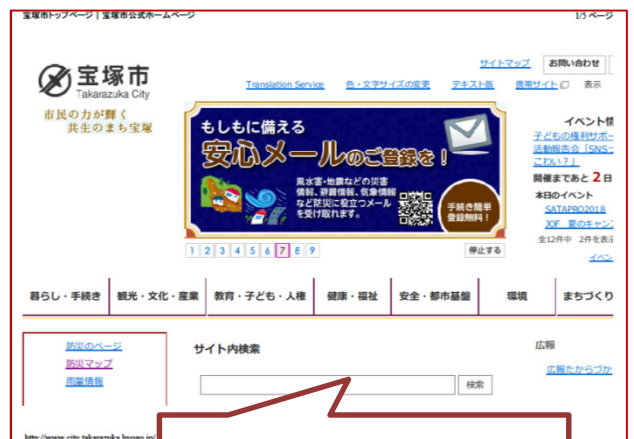 宝塚市トップページ｜宝塚市公式ホームページ
1/3 ページ
サイトマップ
お問い合わせ
宝塚市
Takarazuka City
Translation Service
色・文字サイズの変更
テキスト版
携帯サイト
表示
市民の力が輝く
共生のまち宝塚
もしもに備える
安心メールのご登録を！
風水害・地震などの災害
情報、避難情報、気象情報
など防災に役立つメール
を受け取れます。
手続き簡単
登録無料！
1 2 3 4 5 6 7 8 9
停止する
イベント情
子どもの権利サポー
活動報告会「SNSっ
こわい？」
開催まであと 2 日
本日のイベント
SATAPRO2018
JOF 夏のキャン
全12件中 2件を表示
イベン
暮らし・手続き
観光・文化・産業
教育・子ども・人権
健康・福祉
安全・都市基盤
環境
まちづくり
防災のページ
防災マップ
雨量情報
サイト内検索
検索
広報
広報たからづか
http://www.city.takarazuka.hyogo.jp/